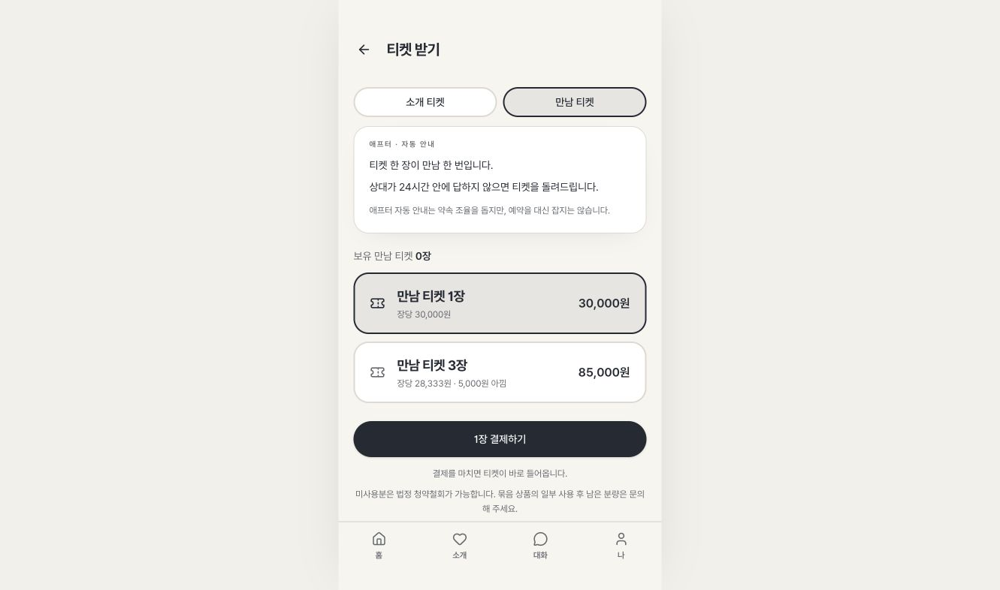 티켓 받기
소개 티켓
만남 티켓
애프터 · 자동 안내
티켓 한 장이 만남 한 번입니다.
상대가 24시간 안에 답하지 않으면 티켓을 돌려드립니다.
애프터 자동 안내는 약속 조율을 돕지만, 예약을 대신 잡지는 않습니다.
보유 만남 티켓 0장
만남 티켓 1장
장당 30,000원
30,000원
만남 티켓 3장
장당 28,333원 · 5,000원 아낌
85,000원
1장 결제하기
결제를 마치면 티켓이 바로 들어옵니다.
미사용분은 법정 청약철회가 가능합니다. 묶음 상품의 일부 사용 후 남은 분량은 문의
해 주세요.
홈
소개
대화
나